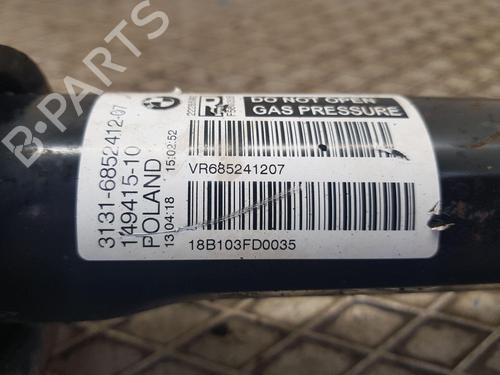 B-PARTS
3131-6852412-07
149415-10
POLAND
13:04:18 15:02:52
DO NOT OPEN
GAS PRESSURE
VR685241207
18B103FD0035